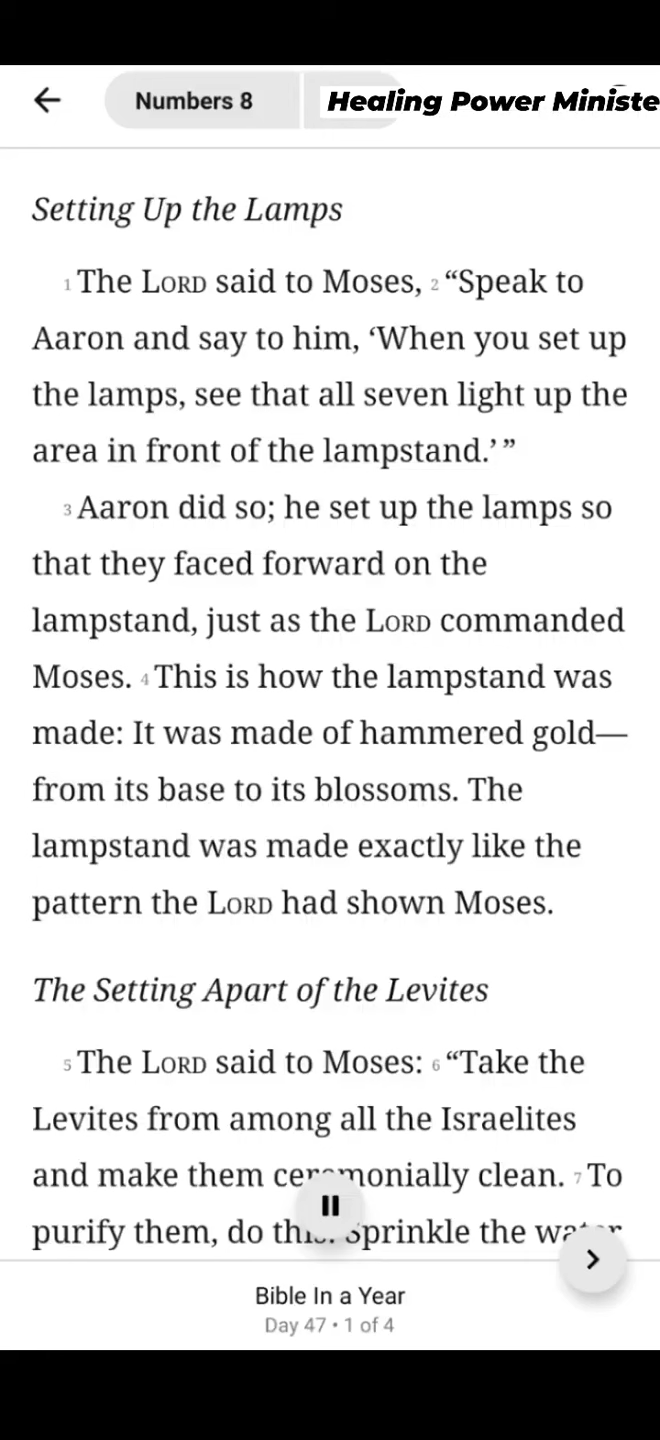 Numbers 8
Healing Power Ministe
Setting Up the Lamps
1 The LORD said to Moses, 2 “Speak to
Aaron and say to him, ‘When you set up
the lamps, see that all seven light up the
area in front of the lampstand.’ ”
3 Aaron did so; he set up the lamps so
that they faced forward on the
lampstand, just as the LORD commanded
Moses. 4 This is how the lampstand was
made: It was made of hammered gold—
from its base to its blossoms. The
lampstand was made exactly like the
pattern the LORD had shown Moses.
The Setting Apart of the Levites
5 The LORD said to Moses: 6 “Take the
Levites from among all the Israelites
and make them ceremonially clean. 7 To
purify them, do this: Sprinkle the water
Bible In a Year
Day 47 • 1 of 4